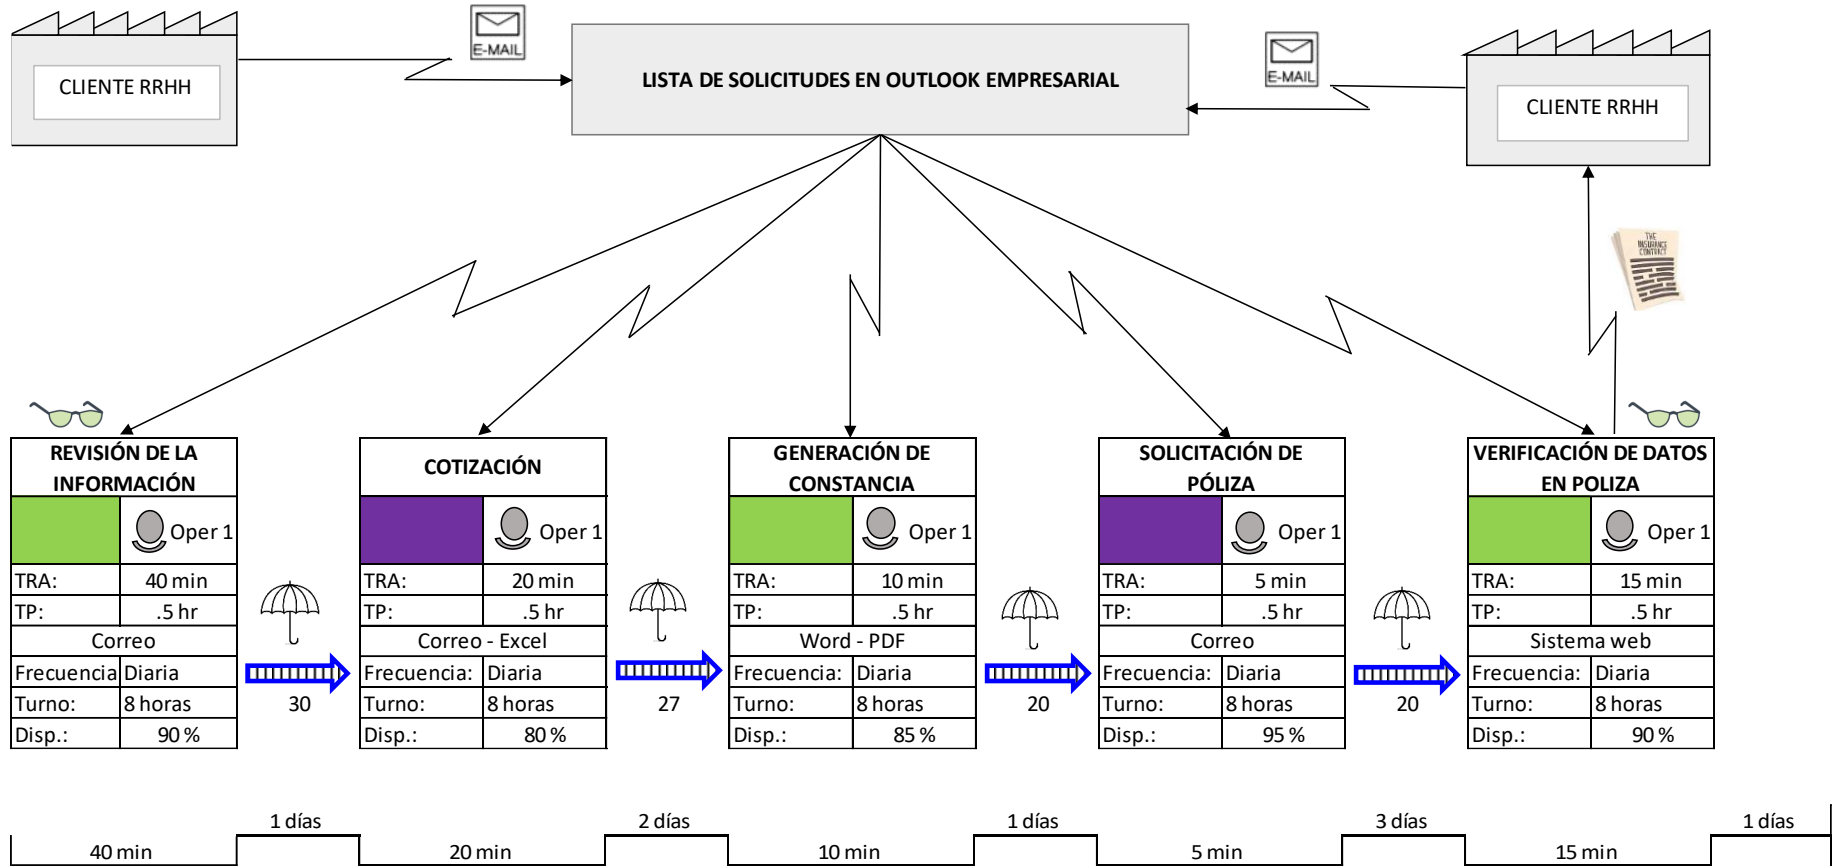 E-MAIL
CLIENTE RRHH
LISTA DE SOLICITUDES EN OUTLOOK EMPRESARIAL
E-MAIL
CLIENTE RRHH
THE
INSURANCE
CONTRACT
REVISIÓN DE LA
INFORMACIÓN
Oper 1
TRA: 40 min
TP: .5 hr
Correo
Frecuencia Diaria
Turno: 8 horas
Disp.: 90 %
30
COTIZACIÓN
Oper 1
TRA: 20 min
TP: .5 hr
Correo - Excel
Frecuencia: Diaria
Turno: 8 horas
Disp.: 80 %
27
GENERACIÓN DE
CONSTANCIA
Oper 1
TRA: 10 min
TP: .5 hr
Word - PDF
Frecuencia: Diaria
Turno: 8 horas
Disp.: 85 %
20
SOLICITACIÓN DE
PÓLIZA
Oper 1
TRA: 5 min
TP: .5 hr
Correo
Frecuencia: Diaria
Turno: 8 horas
Disp.: 95 %
20
VERIFICACIÓN DE DATOS
EN POLIZA
Oper 1
TRA: 15 min
TP: .5 hr
Sistema web
Frecuencia: Diaria
Turno: 8 horas
Disp.: 90 %
1 días 2 días 1 días 3 días 1 días
40 min 20 min 10 min 5 min 15 min